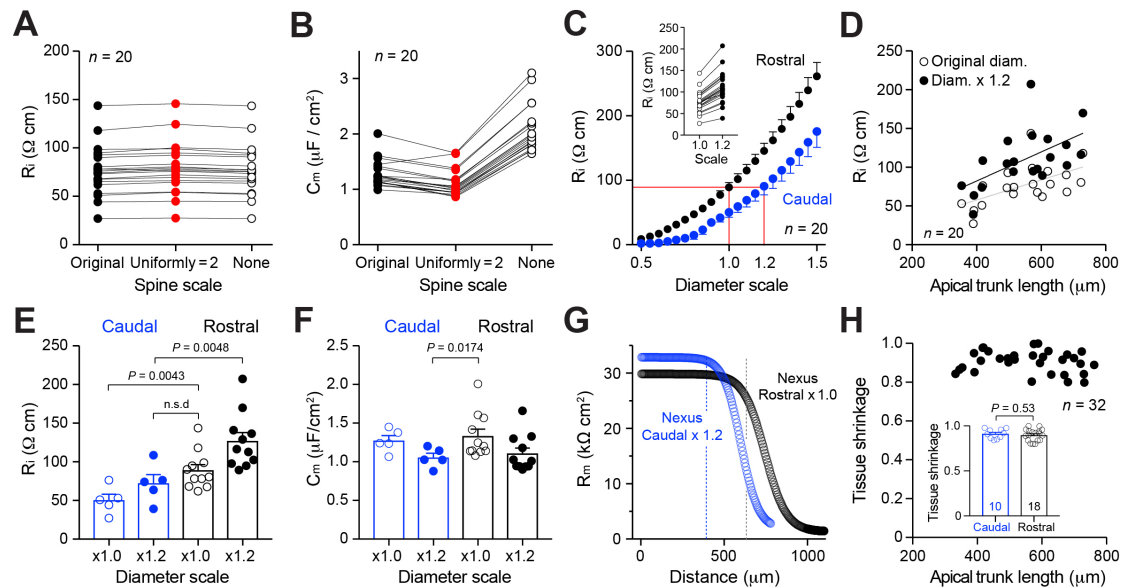 A
n = 20
Ri (Ω cm)
200
150
100
50
0
Original Uniformly = 2 None
Spine scale
B
n = 20
Cm (μF / cm2)
3
2
1
0
Original Uniformly = 2 None
Spine scale
C
Ri (Ω cm)
300
200
100
0
0.5 1.0 1.2 1.5
Diameter scale
Rostral
Caudal
n = 20
Ri (Ω cm)
250
200
150
100
50
0
1.0 1.2
Scale
D
Original diam.
Diam. x 1.2
Ri (Ω cm)
250
200
150
100
50
0
200 400 600 800
Apical trunk length (μm)
n = 20
E
Caudal Rostral
P = 0.0048
P = 0.0043
n.s.d
Ri (Ω cm)
250
200
150
100
50
0
x1.0 x1.2 x1.0 x1.2
Diameter scale
F
Caudal Rostral
P = 0.0174
Cm (μF/cm2)
2.5
2.0
1.5
1.0
0.5
0.0
x1.0 x1.2 x1.0 x1.2
Diameter scale
G
Rm (kΩ cm2)
30
20
10
0
0 500 1000
Distance (μm)
Nexus
Rostral x 1.0
Nexus
Caudal x 1.2
H
Tissue shrinkage
1.0
0.8
0.6
0.4
0.2
0
200 400 600 800
Apical trunk length (μm)
n = 32
P = 0.53
Tissue shrinkage
1.0
0.5
0
10 18
Caudal Rostral